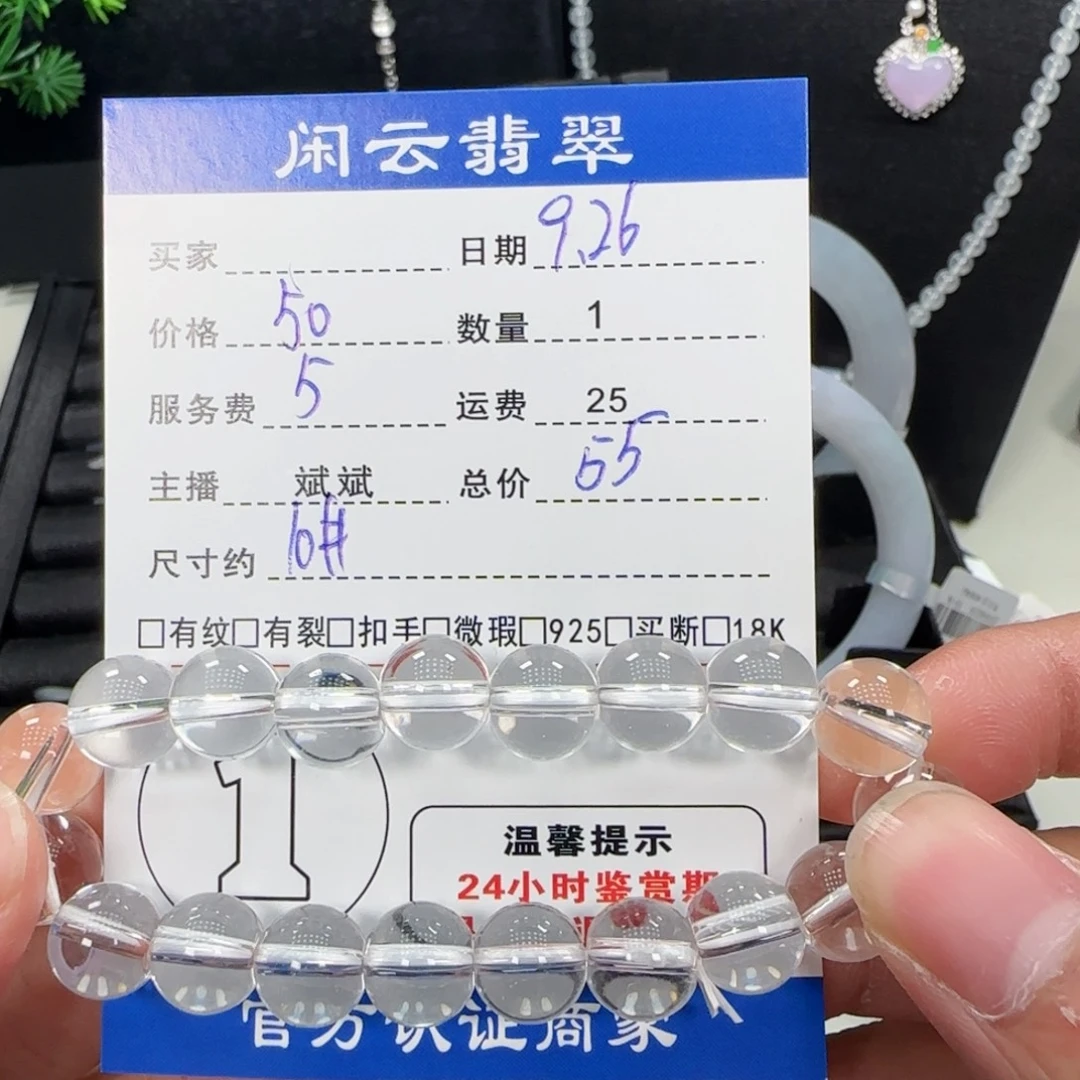 闲云翡翠
买家 日期 9.26
价格 50 数量 1
服务费 5 运费 25
主播 斌斌 总价 55
尺寸约 6#
□有纹□有裂□扣手□微瑕□925□买断□18K
1
温馨提示
24小时鉴赏期
官方认证商家